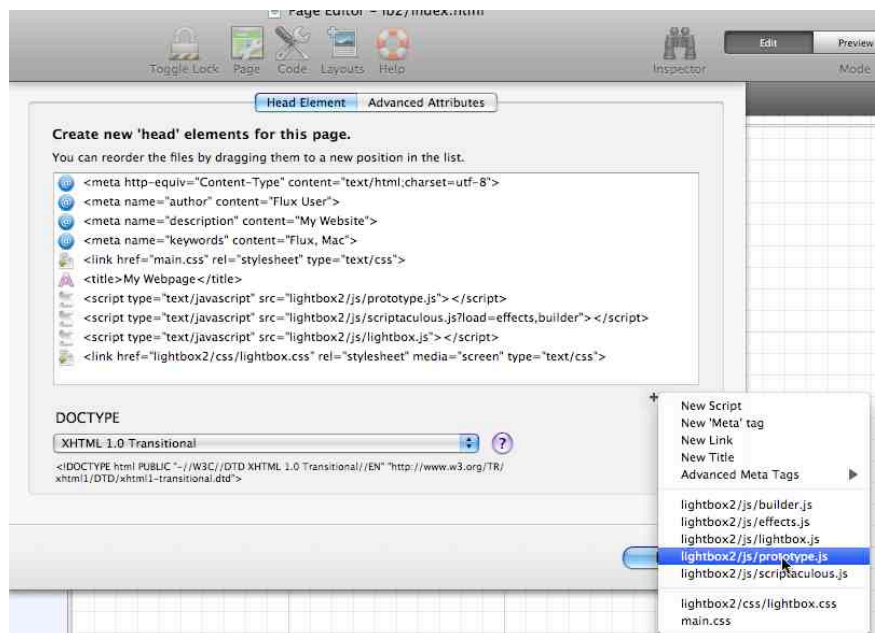 Page Editor - lb2/index.html
Toggle Lock Page Code Layouts Help Inspector Edit Preview
Mode
Head Element Advanced Attributes
Create new 'head' elements for this page.
You can reorder the files by dragging them to a new position in the list.
<meta http-equiv="Content-Type" content="text/html;charset=utf-8">
<meta name="author" content="Flux User">
<meta name="description" content="My Website">
<meta name="keywords" content="Flux, Mac">
<link href="main.css" rel="stylesheet" type="text/css">
<title>My Webpage</title>
<script type="text/javascript" src="lightbox2/js/prototype.js"></script>
<script type="text/javascript" src="lightbox2/js/scriptaculous.js?load=effects,builder"></script>
<script type="text/javascript" src="lightbox2/js/lightbox.js"></script>
<link href="lightbox2/css/lightbox.css" rel="stylesheet" media="screen" type="text/css">
DOCTYPE
XHTML 1.0 Transitional
?
<!DOCTYPE html PUBLIC "-//W3C//DTD XHTML 1.0 Transitional//EN" "http://www.w3.org/TR/
xhtml1/DTD/xhtml1-transitional.dtd">
+
New Script
New 'Meta' tag
New Link
New Title
Advanced Meta Tags
lightbox2/js/builder.js
lightbox2/js/effects.js
lightbox2/js/lightbox.js
lightbox2/js/prototype.js
lightbox2/js/scriptaculous.js
lightbox2/css/lightbox.css
main.css